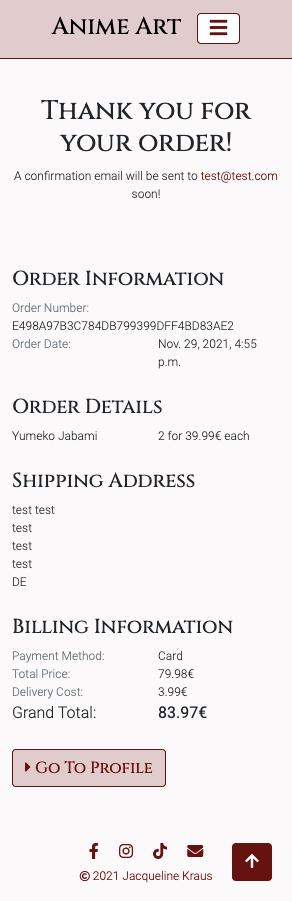 Anime Art
Thank you for
your order!
A confirmation email will be sent to test@test.com
soon!
Order Information
Order Number:
E498A97B3C784DB799399DFF4BD83AE2
Order Date: Nov. 29, 2021, 4:55
p.m.
Order Details
Yumeko Jabami 2 for 39.99€ each
Shipping Address
test test
test
test
test
DE
Billing Information
Payment Method: Card
Total Price: 79.98€
Delivery Cost: 3.99€
Grand Total: 83.97€
Go To Profile
© 2021 Jacqueline Kraus